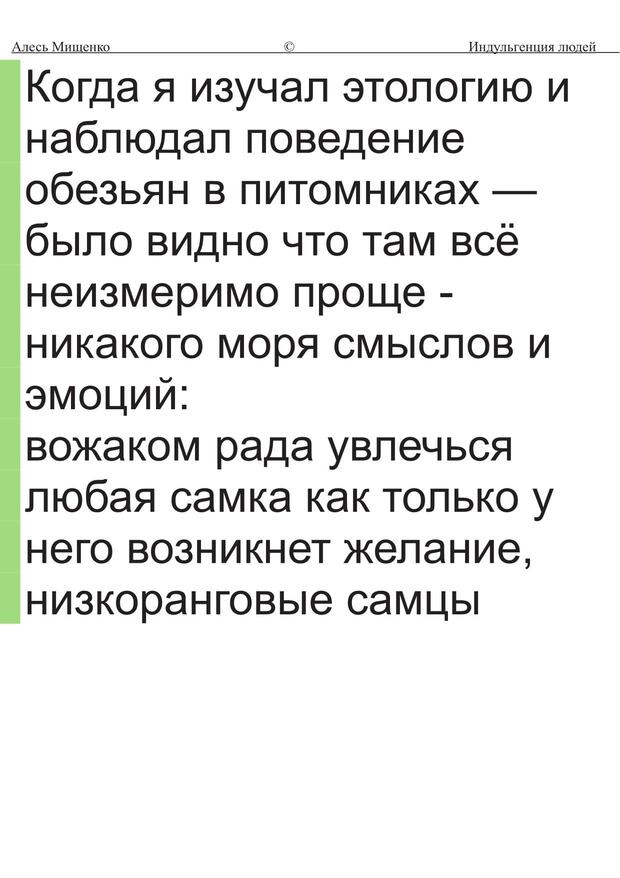 Алесь Мищенко © Индульгенция людей
Когда я изучал этологию и
наблюдал поведение
обезьян в питомниках —
было видно что там всё
неизмеримо проще -
никакого моря смыслов и
эмоций:
вожаком рада увлечься
любая самка как только у
него возникнет желание,
низкоранговые самцы